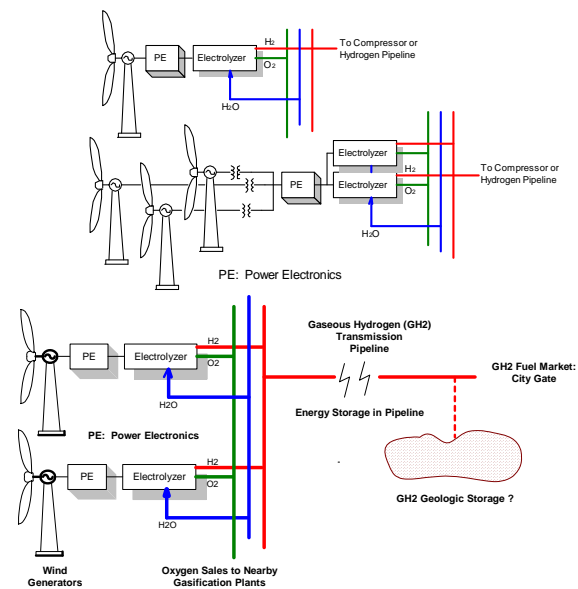 PE
Electrolyzer
H2
O2
H2O
To Compressor or
Hydrogen Pipeline
Electrolyzer
PE
Electrolyzer
H2
O2
H2O
To Compressor or
Hydrogen Pipeline
PE: Power Electronics
PE
Electrolyzer
H2
O2
H2O
Gaseous Hydrogen (GH2)
Transmission
Pipeline
GH2 Fuel Market:
City Gate
Energy Storage in Pipeline
PE: Power Electronics
PE
Electrolyzer
H2
O2
H2O
GH2 Geologic Storage ?
Wind
Generators
Oxygen Sales to Nearby
Gasification Plants